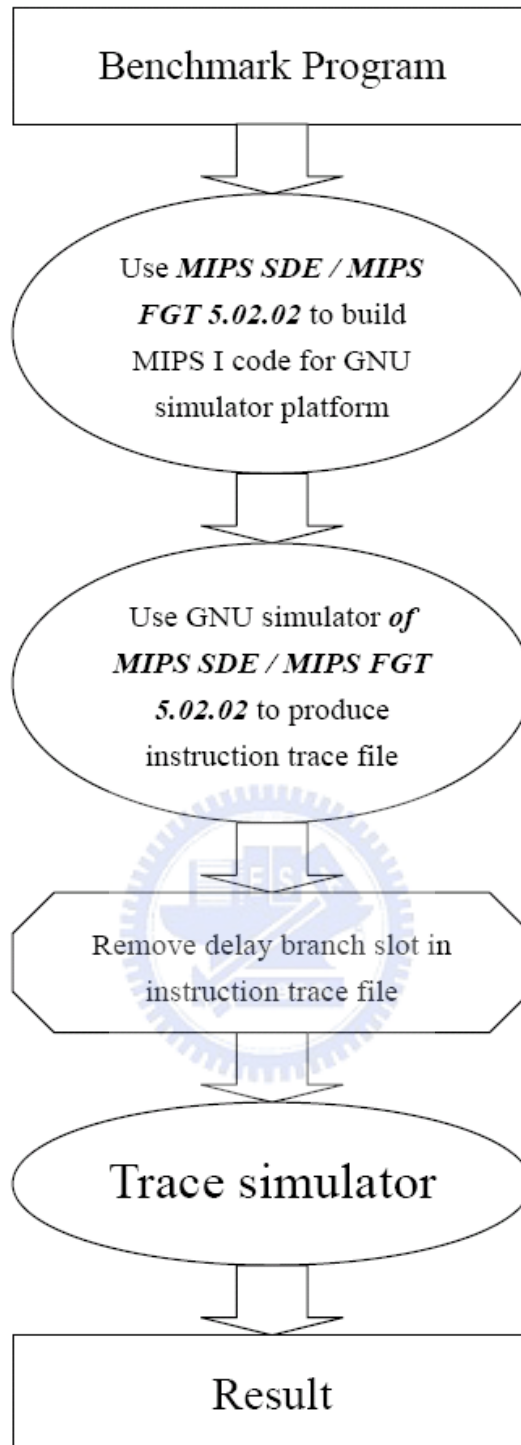 Benchmark Program
Use MIPS SDE / MIPS
FGT 5.02.02 to build
MIPS I code for GNU
simulator platform
Use GNU simulator of
MIPS SDE / MIPS FGT
5.02.02 to produce
instruction trace file
Remove delay branch slot in
instruction trace file
Trace simulator
Result